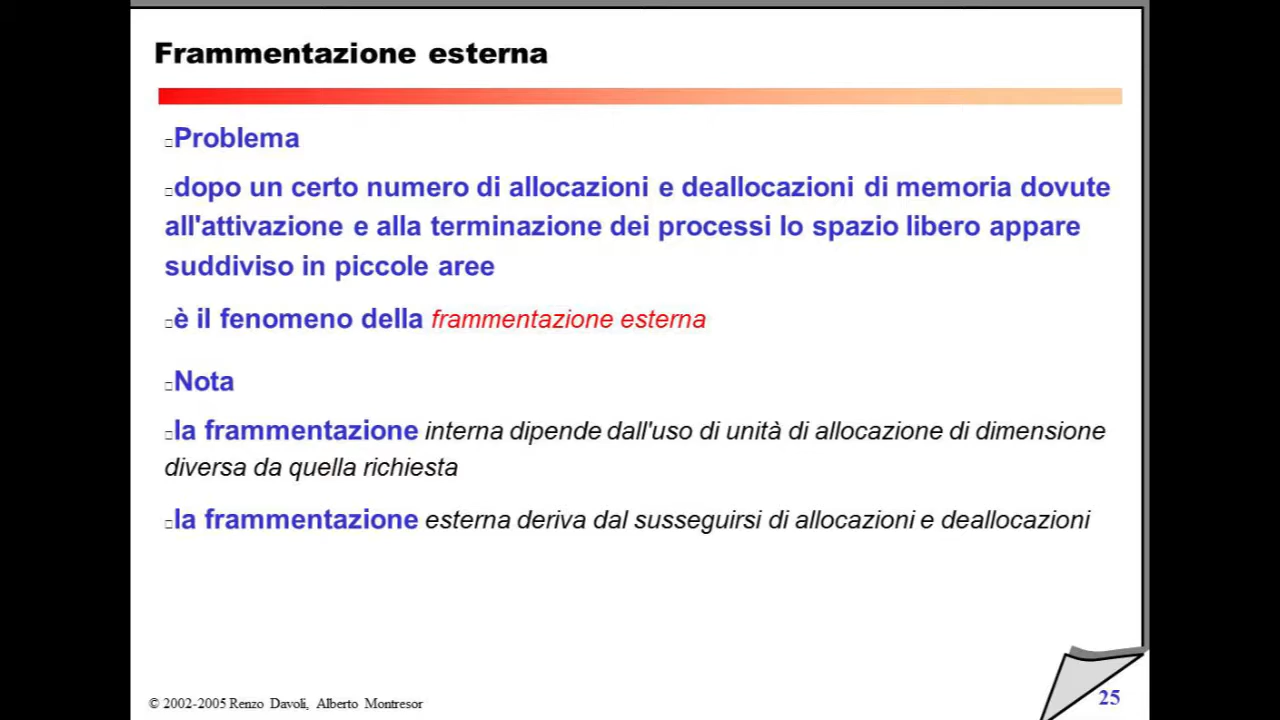 Frammentazione esterna
Problema
dopo un certo numero di allocazioni e deallocazioni di memoria dovute
all'attivazione e alla terminazione dei processi lo spazio libero appare
suddiviso in piccole aree
è il fenomeno della frammentazione esterna
Nota
la frammentazione interna dipende dall'uso di unità di allocazione di dimensione
diversa da quella richiesta
la frammentazione esterna deriva dal susseguirsi di allocazioni e deallocazioni
© 2002-2005 Renzo Davoli, Alberto Montresor
25